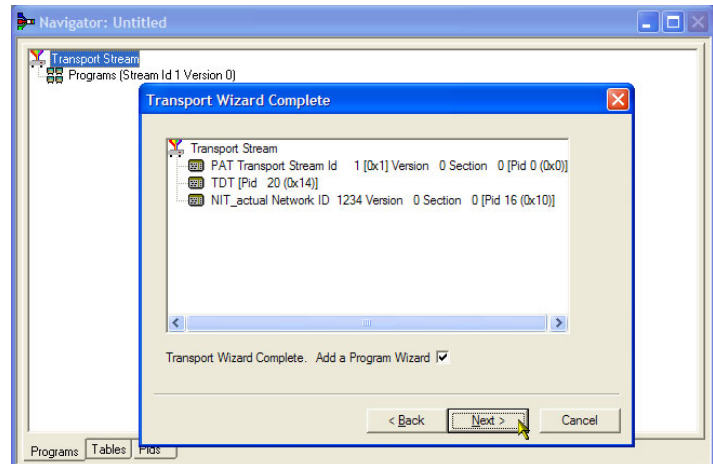 Navigator: Untitled
Transport Stream
Programs (Stream Id 1 Version 0)
Transport Wizard Complete
Transport Stream
PAT Transport Stream Id 1 [0x1] Version 0 Section 0 [Pid 0 (0x0)]
TDT [Pid 20 (0x14)]
NIT_actual Network ID 1234 Version 0 Section 0 [Pid 16 (0x10)]
Transport Wizard Complete. Add a Program Wizard
< Back Next > Cancel
Programs Tables Pids